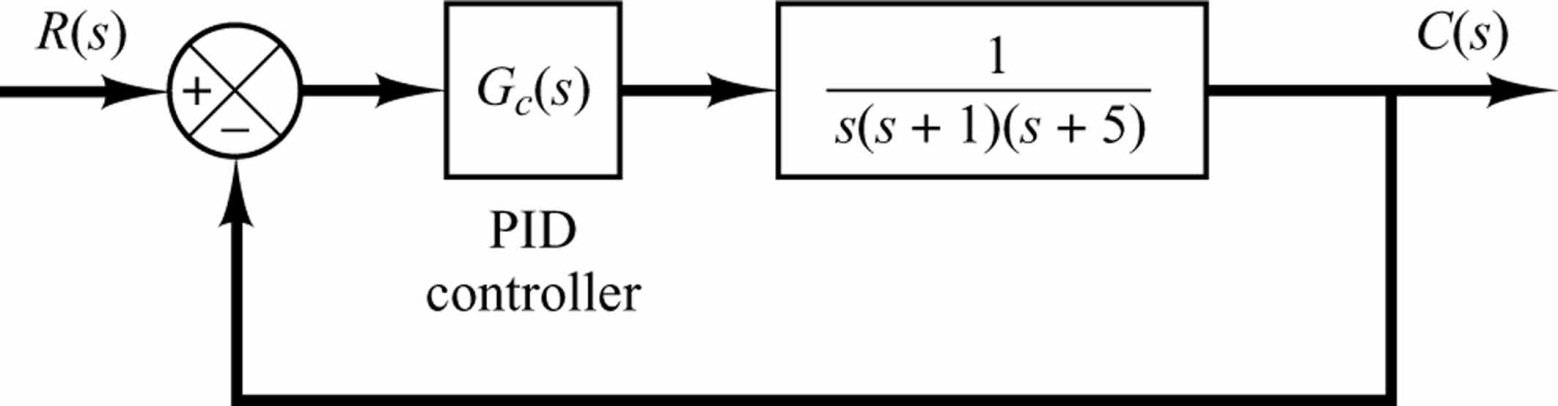 R(s)
+
−
G_c(s)
PID
controller
1
s(s + 1)(s + 5)
C(s)